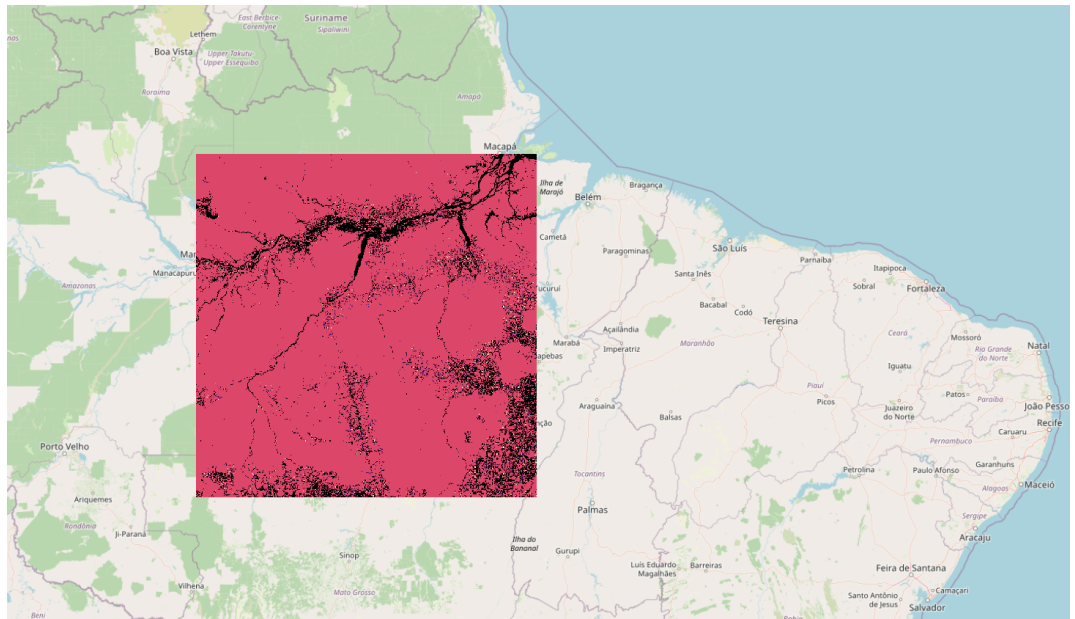 Suriname
East Berbice-
Corentyne
Sipaliwini
Lethem
Boa Vista
Upper Takutu-
Upper Essequibo
Roraima
Amapá
Macapá
Ilha de
Marajó
Bragança
Belém
Cametá
Paragominas
São Luís
Parnaíba
Itapipoca
Manacapuru
Santa Inês
Sobral
Fortaleza
Amazonas
Bacabal
Codó
Teresina
Açailândia
Mossoró
Ceará
Marabá
Imperatriz
Maranhão
Natal
Rio Grande
do Norte
Iguatu
Piauí
Patos
Paraíba
Araguaína
Picos
Juazeiro
do Norte
João Pesso
Balsas
Recife
Caruaru
Pernambuco
Porto Velho
Garanhuns
Petrolina
Paulo Afonso
Tocantins
Maceió
Alagoas
Ariquemes
Palmas
Sergipe
Rondônia
Ji-Paraná
Aracaju
Ilha do
Bananal
Gurupi
Sinop
Luís Eduardo
Magalhães
Barreiras
Feira de Santana
Vilhena
Mato Grosso
Camaçari
Santo Antônio
de Jesus
Salvador
Beni